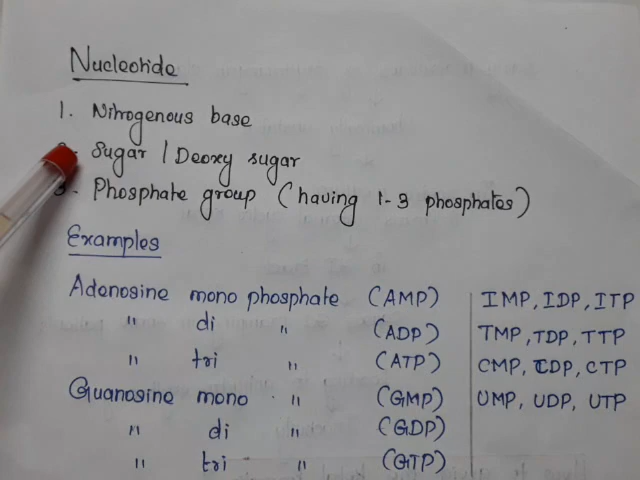 Nucleotide
1. Nitrogenous base
Sugar / Deoxy sugar
3. Phosphate group (having 1-3 phosphates)
Examples
Adenosine mono phosphate (AMP)
" di " (ADP)
" tri " (ATP)
Guanosine mono " (GMP)
" di " (GDP)
" tri " (GTP)
IMP, IDP, ITP
TMP, TDP, TTP
CMP, CDP, CTP
UMP, UDP, UTP